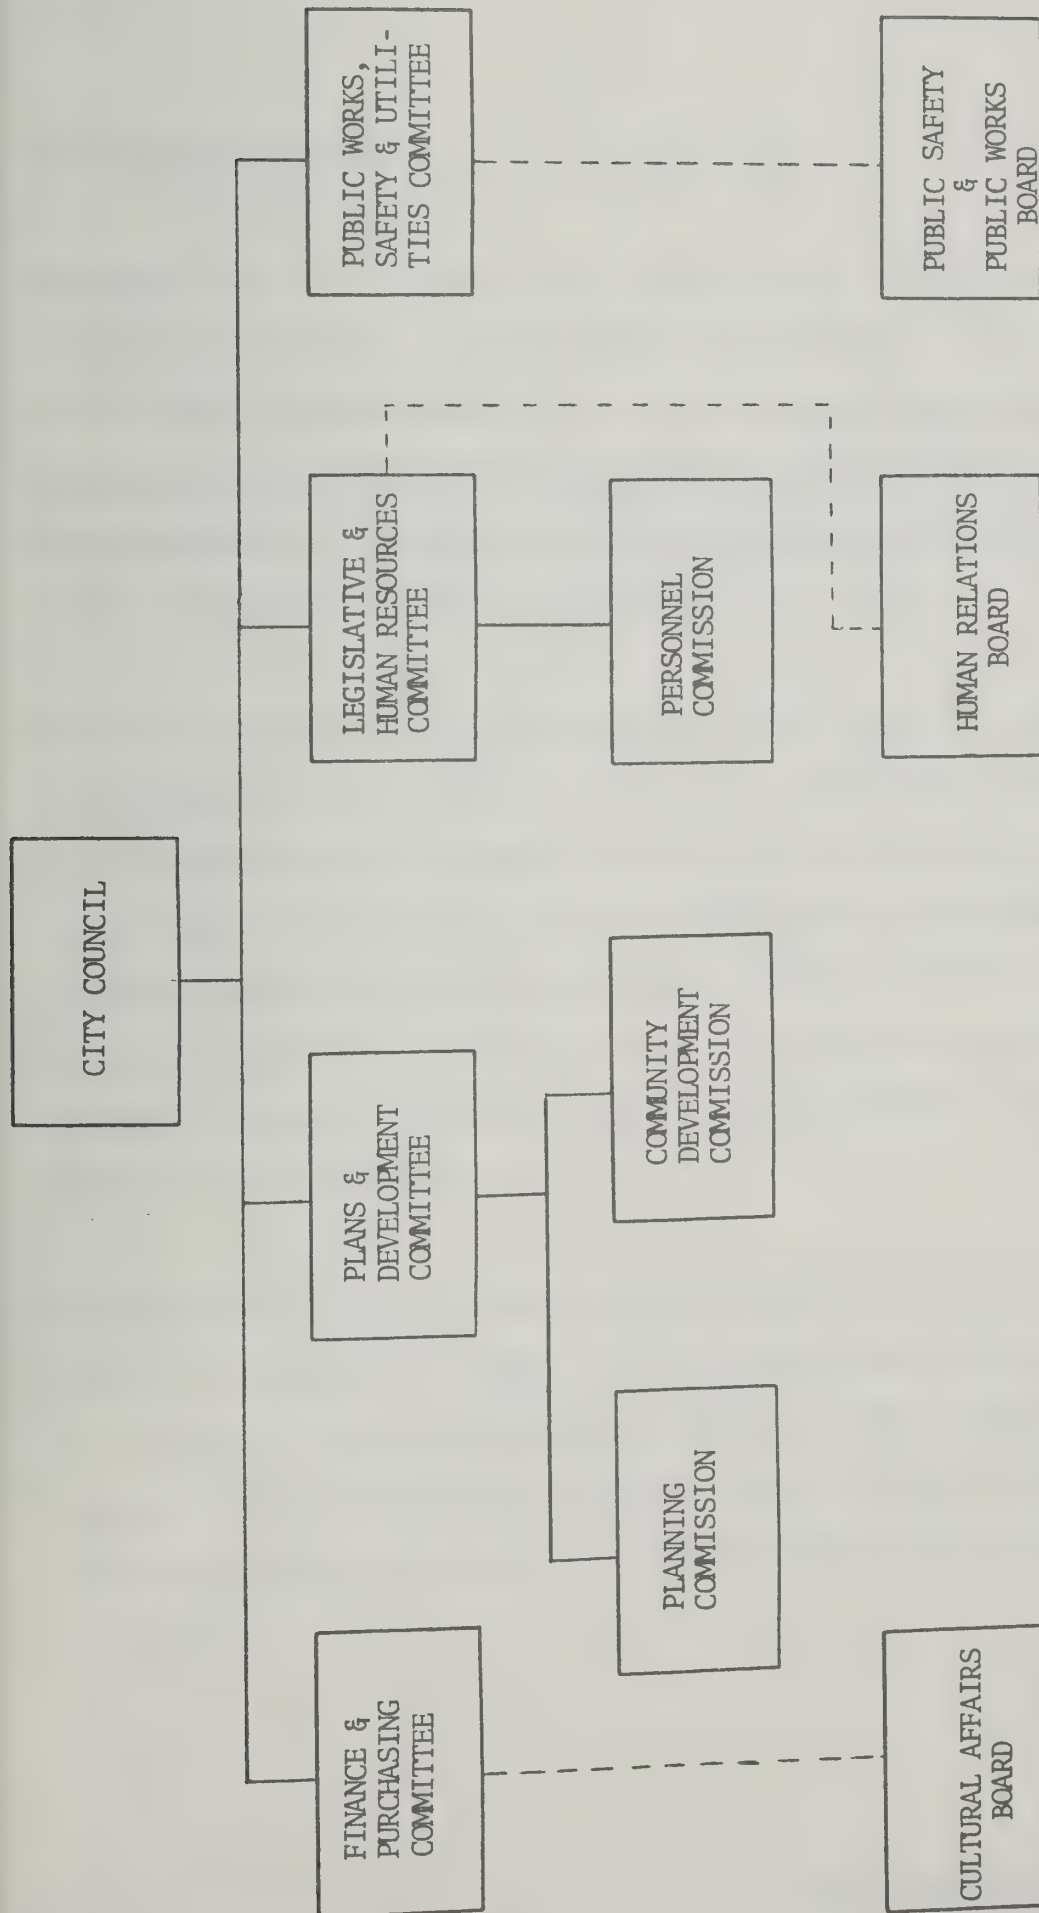 CITY COUNCIL
FINANCE &
PURCHASING
COMMITTEE
PLANS &
DEVELOPMENT
COMMITTEE
LEGISLATIVE &
HUMAN RESOURCES
COMMITTEE
PUBLIC WORKS,
SAFETY & UTILI-
TIES COMMITTEE
PLANNING
COMMISSION
COMMUNITY
DEVELOPMENT
COMMISSION
PERSONNEL
COMMISSION
CULTURAL AFFAIRS
BOARD
HUMAN RELATIONS
BOARD
PUBLIC SAFETY
&
PUBLIC WORKS
BOARD